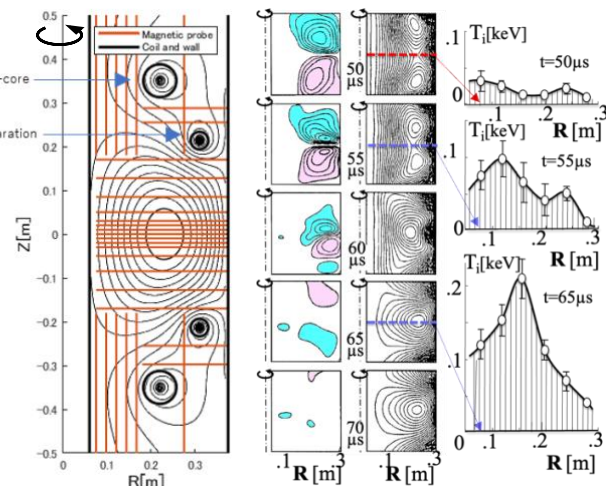 Magnetic probe
Coil and wall
-core
aration
0.5
0.4
0.3
0.2
0.1
0
-0.1
-0.2
-0.3
-0.4
-0.5
Z[m]
0
0.1
0.2
0.3
R[m]
50
μs
55
μs
60
μs
65
μs
70
μs
.1
.3
R [m]
.1
.3
R [m]
.1
Ti[keV]
t=50μs
0
.1
.2
.3
R [m]
Ti[keV]
.1
t=55μs
0
.1
.2
.3
R [m]
Ti[keV]
.2
t=65μs
.1
0
.1
.2
.3
R [m]